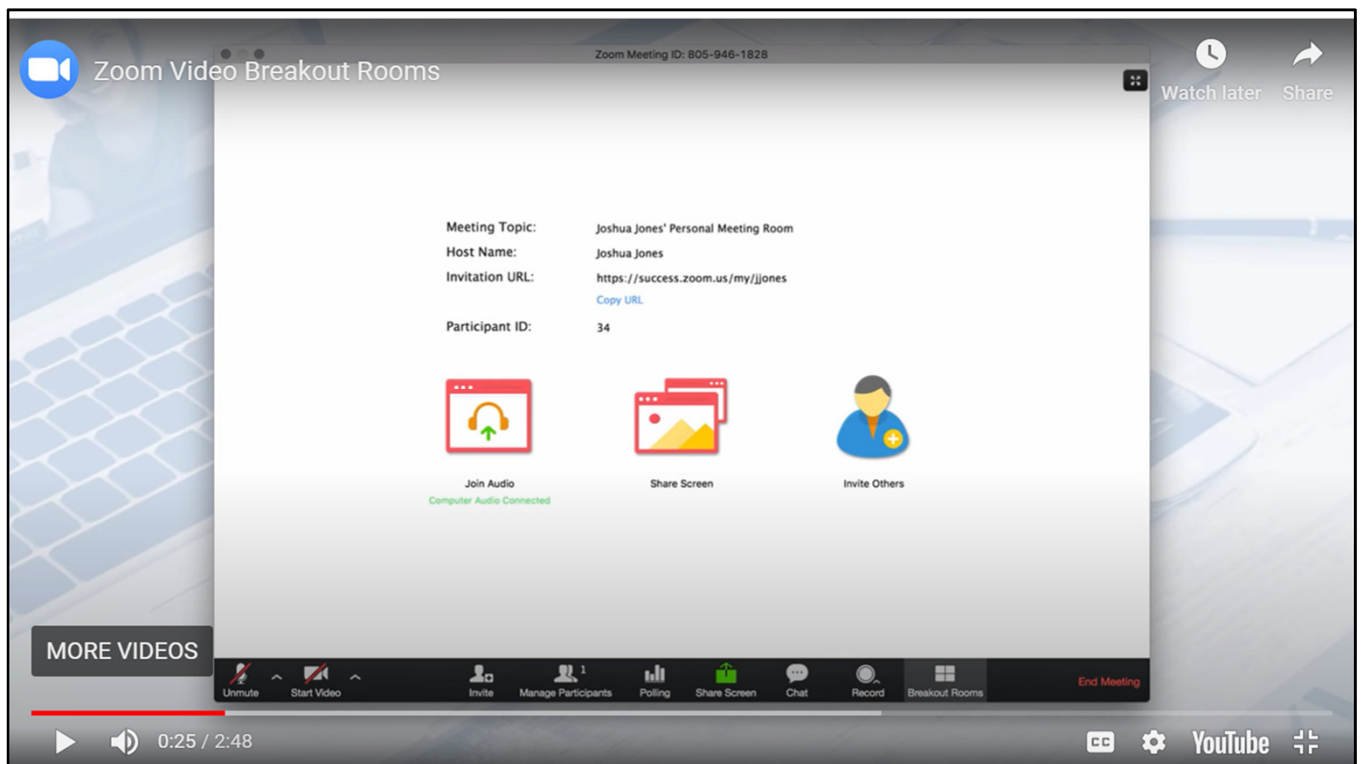 Zoom Meeting ID: 805-946-1828
Zoom Video Breakout Rooms
Watch later
Share
Meeting Topic: Joshua Jones' Personal Meeting Room
Host Name: Joshua Jones
Invitation URL: https://success.zoom.us/my/jjones
Copy URL
Participant ID: 34
Join Audio
Share Screen
Invite Others
Computer Audio Connected
MORE VIDEOS
1
Unmute
Start Video
Invite
Manage Participants
Polling
Share Screen
Chat
Record
Breakout Rooms
End Meeting
0:25 / 2:48
CC
YouTube